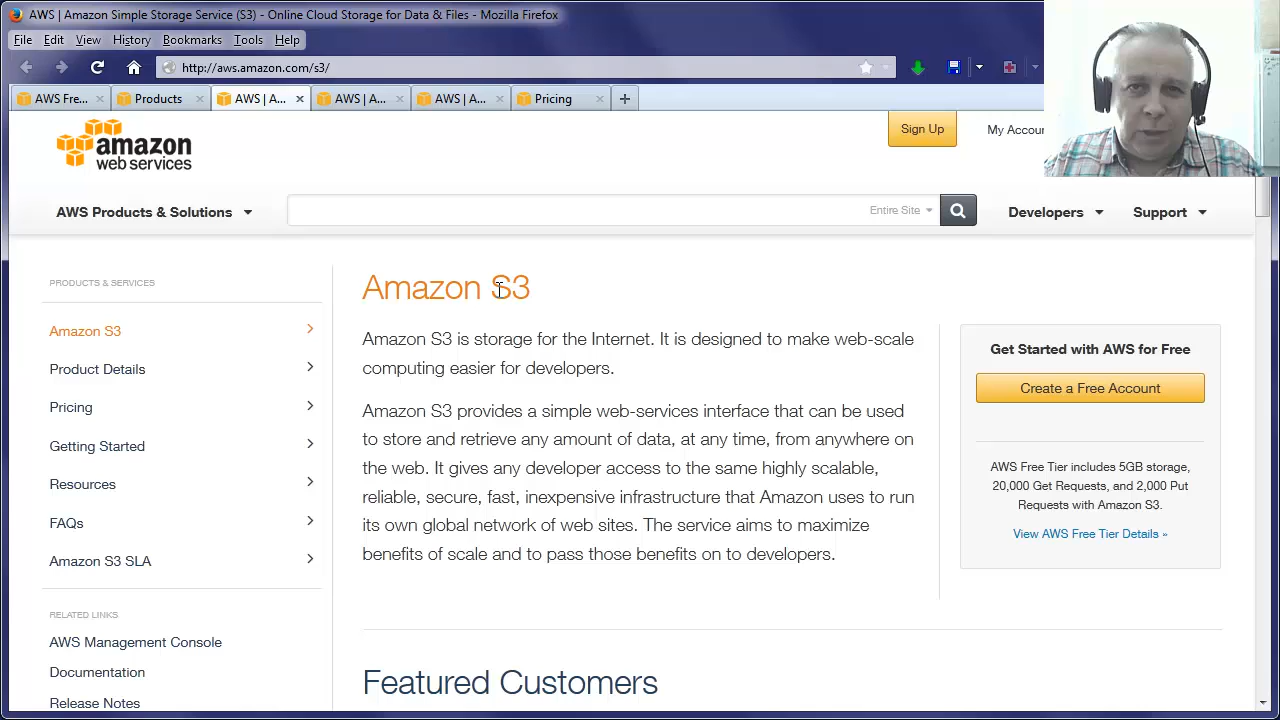 AWS | Amazon Simple Storage Service (S3) - Online Cloud Storage for Data & Files - Mozilla Firefox
File Edit View History Bookmarks Tools Help
http://aws.amazon.com/s3/
AWS Fre... Products AWS | A... AWS | A... AWS | A... Pricing
amazon
web services
Sign Up
My Accou
AWS Products & Solutions
Entire Site
Developers
Support
PRODUCTS & SERVICES
Amazon S3
Product Details
Pricing
Getting Started
Resources
FAQs
Amazon S3 SLA
RELATED LINKS
AWS Management Console
Documentation
Release Notes
Amazon S3
Amazon S3 is storage for the Internet. It is designed to make web-scale
computing easier for developers.
Amazon S3 provides a simple web-services interface that can be used
to store and retrieve any amount of data, at any time, from anywhere on
the web. It gives any developer access to the same highly scalable,
reliable, secure, fast, inexpensive infrastructure that Amazon uses to run
its own global network of web sites. The service aims to maximize
benefits of scale and to pass those benefits on to developers.
Get Started with AWS for Free
Create a Free Account
AWS Free Tier includes 5GB storage,
20,000 Get Requests, and 2,000 Put
Requests with Amazon S3.
View AWS Free Tier Details »
Featured Customers